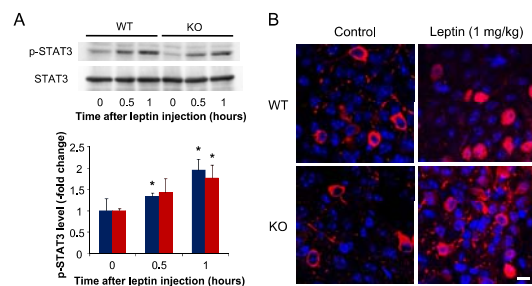 A
WT KO
p-STAT3
STAT3
0 0.5 1 0 0.5 1
Time after leptin injection (hours)
p-STAT3 level (-fold change)
2.5
2
1.5
1
0.5
0
* * *
0 0.5 1
Time after leptin injection (hours)
B
Control Leptin (1 mg/kg)
WT
KO